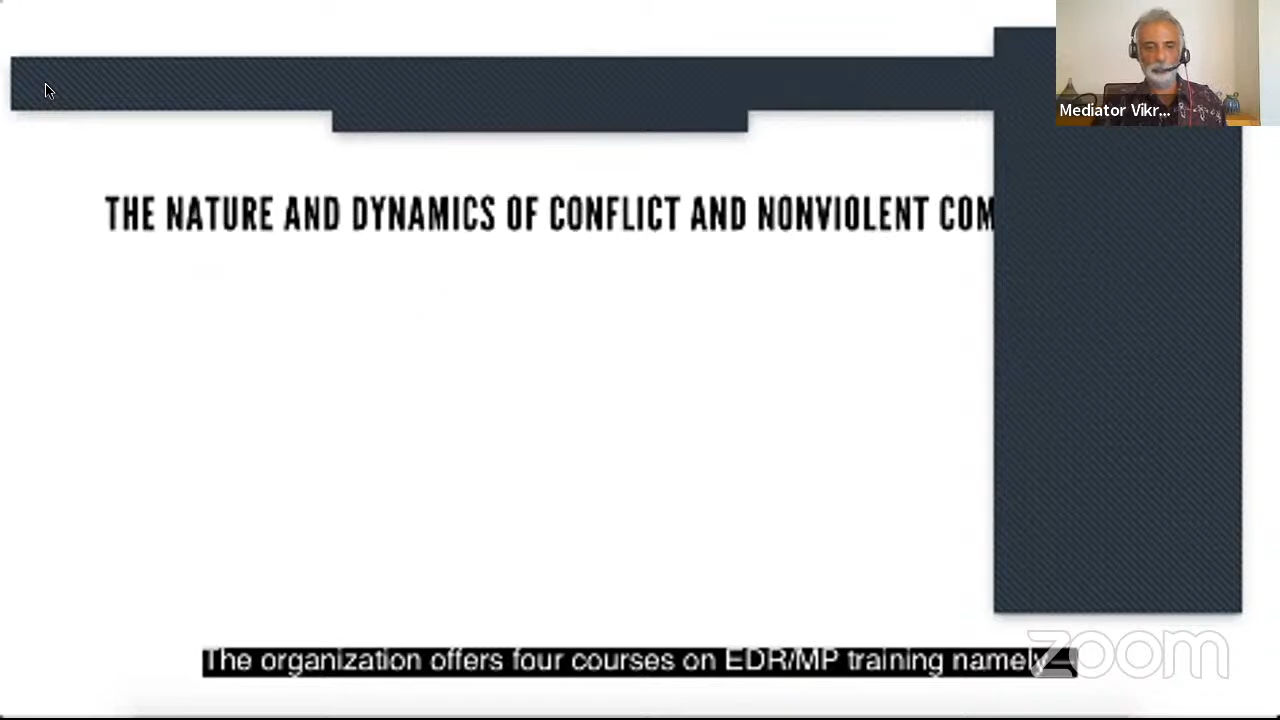 Mediator Vikr...
THE NATURE AND DYNAMICS OF CONFLICT AND NONVIOLENT COM
The organization offers four courses on EDR/MP training namely
zoom